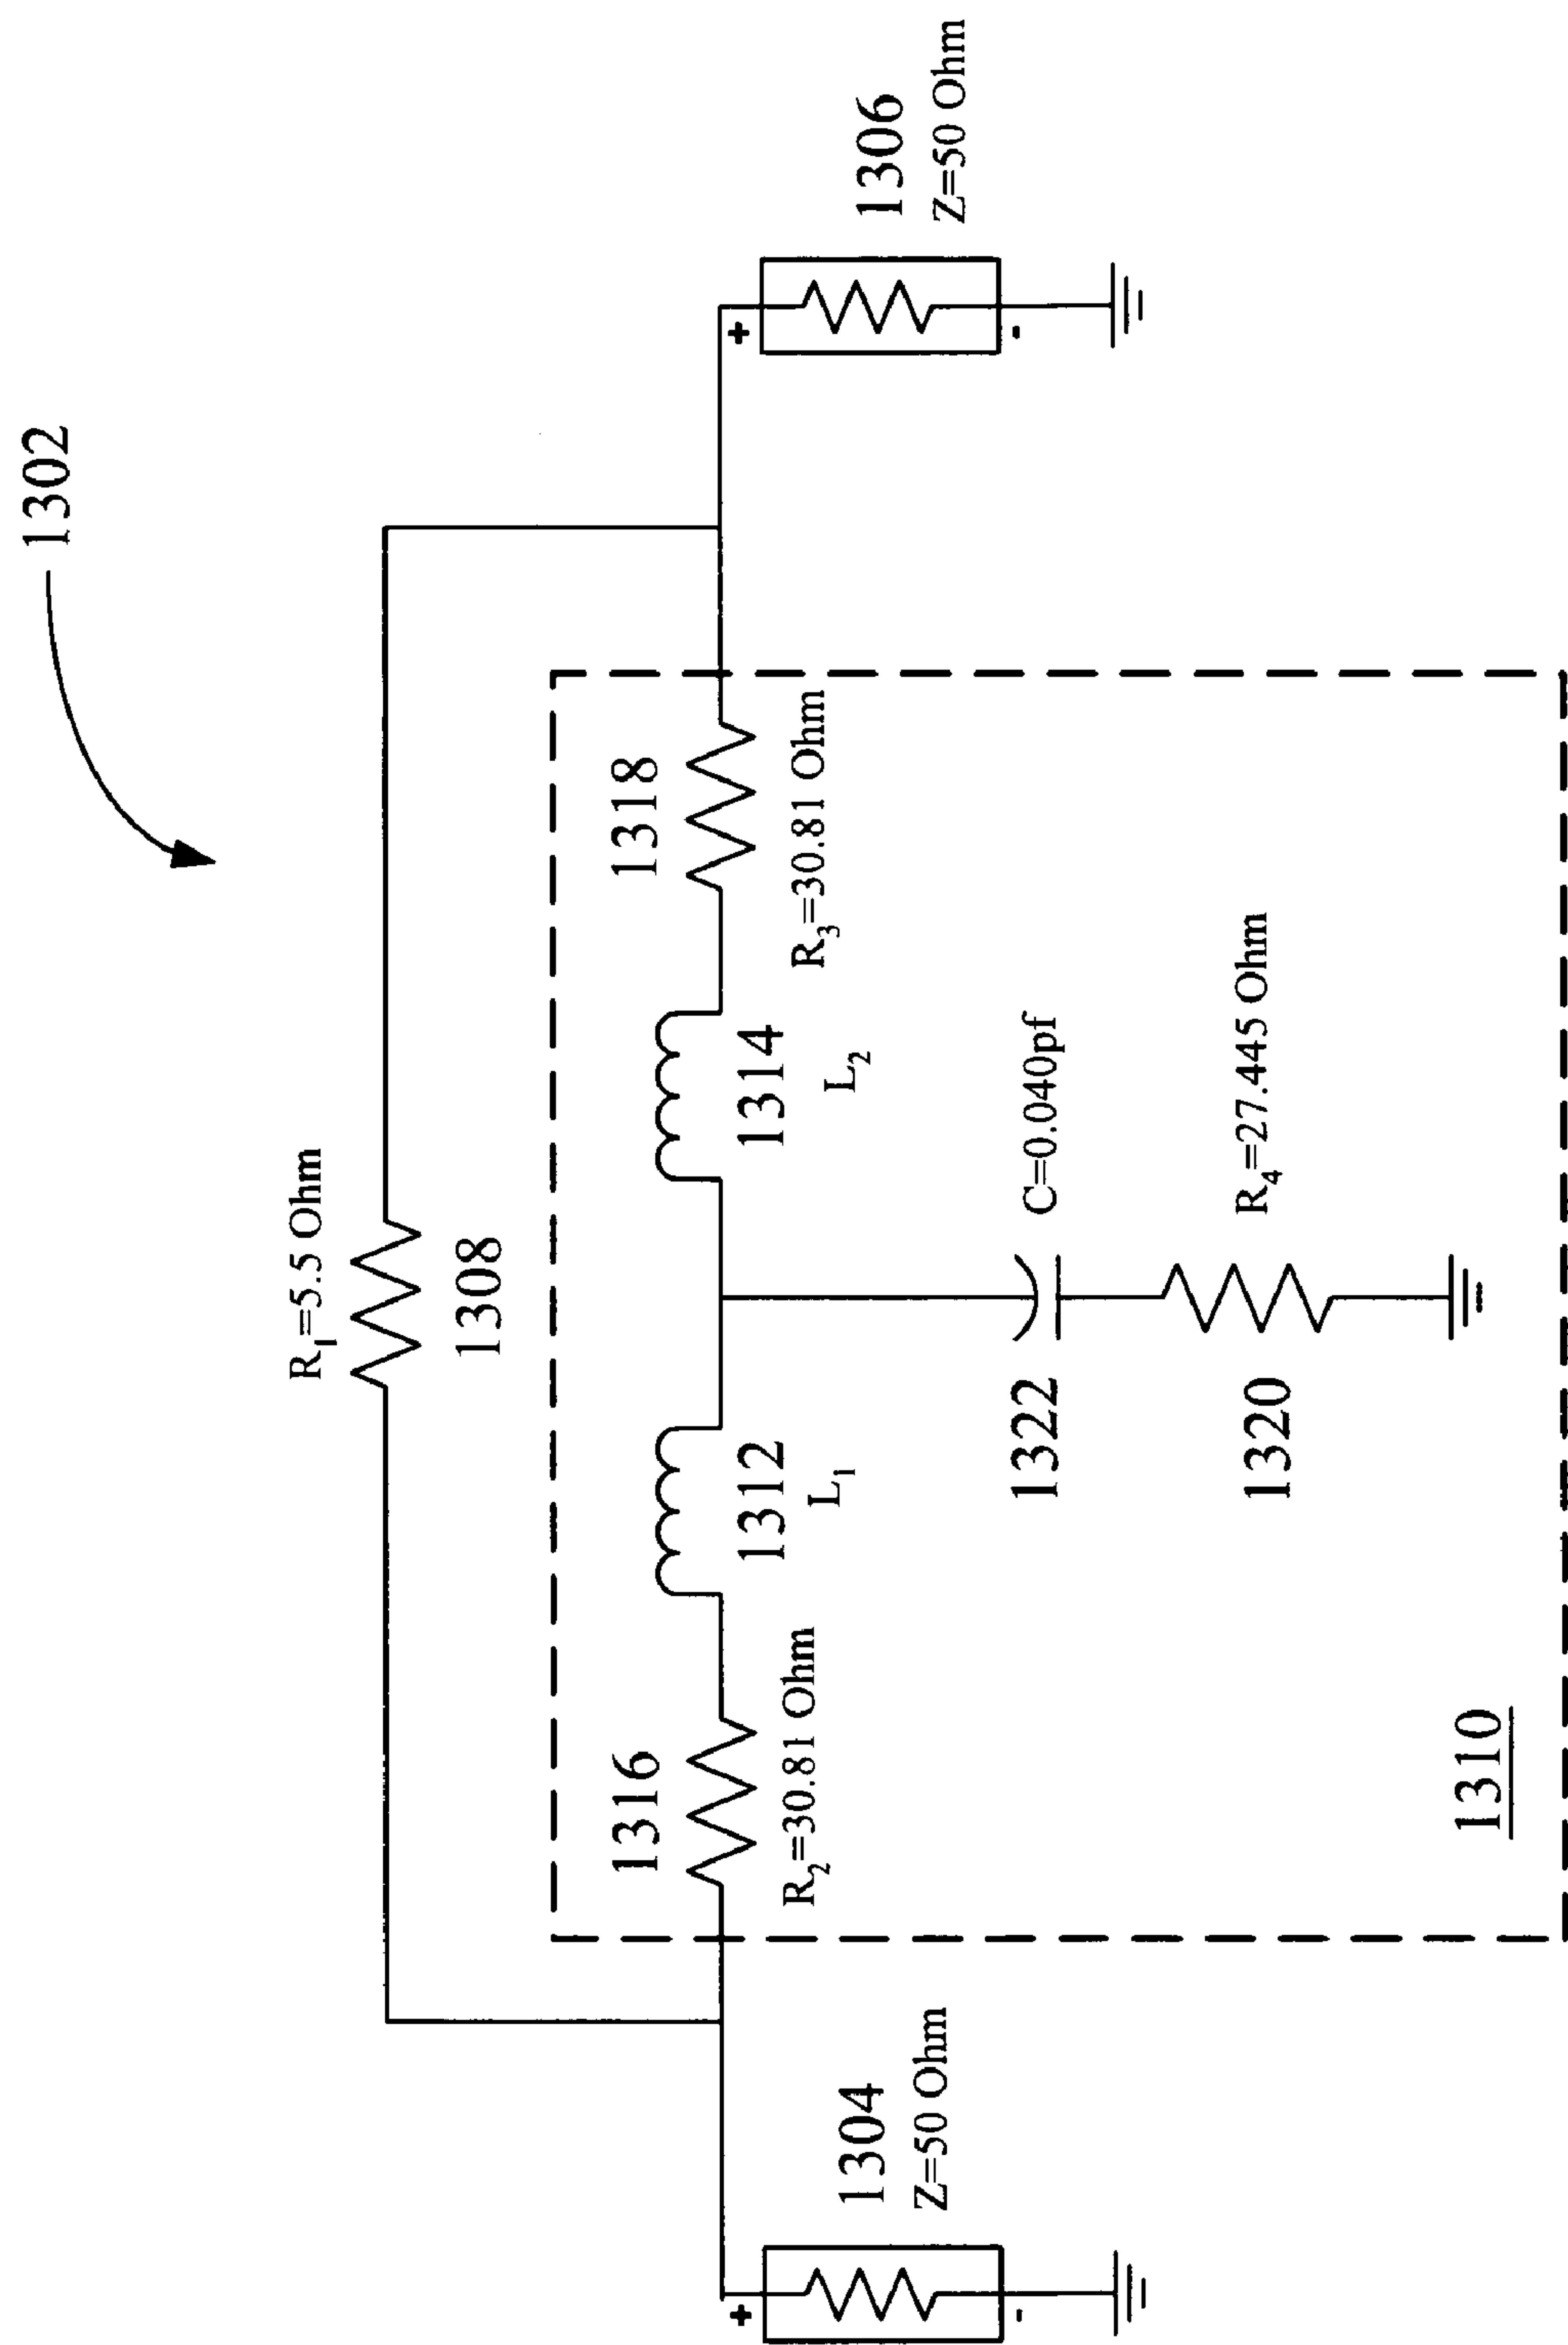 1302
R1=5.5 Ohm
1308
1316
R2=30.81 Ohm
1312
L1
1314
L2
1318
R3=30.81 Ohm
1304
Z=50 Ohm
+
-
1306
Z=50 Ohm
+
-
1322
C=0.040pf
1320
R4=27.445 Ohm
1310